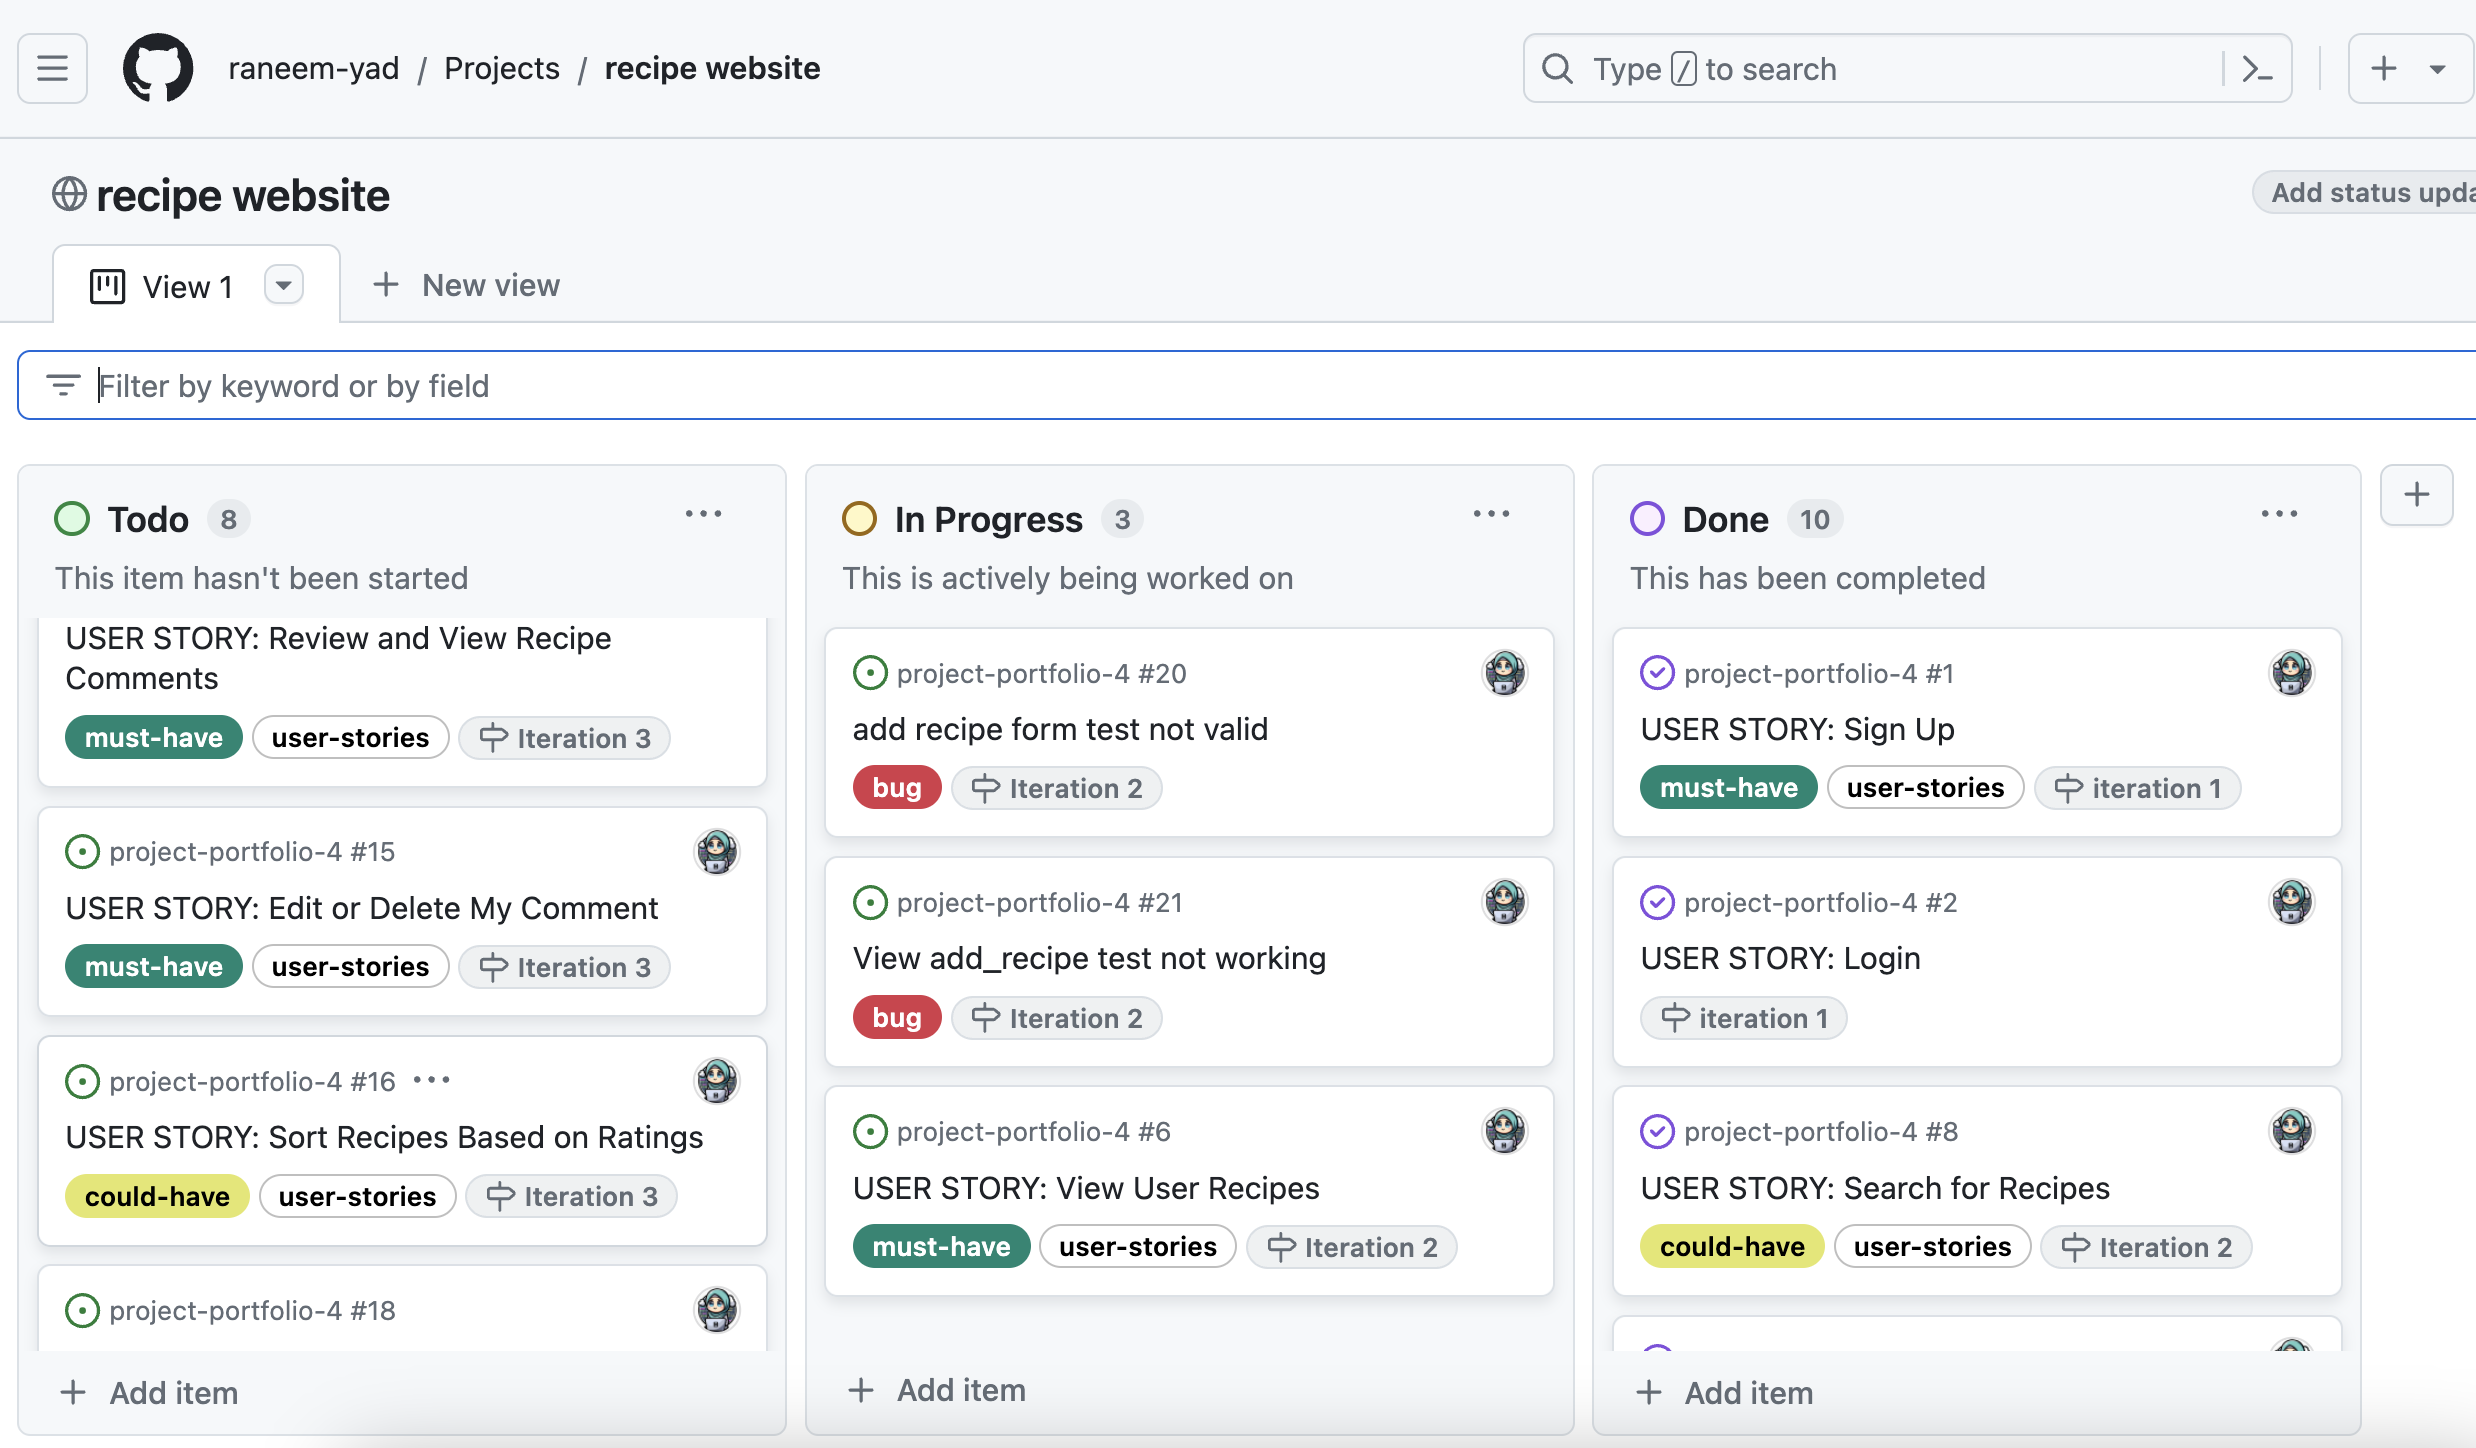 raneem-yad / Projects / recipe website
Type / to search
recipe website
Add status upda
View 1
New view
Filter by keyword or by field
Todo 8
This item hasn't been started
USER STORY: Review and View Recipe
Comments
must-have user-stories Iteration 3
project-portfolio-4 #15
USER STORY: Edit or Delete My Comment
must-have user-stories Iteration 3
project-portfolio-4 #16
USER STORY: Sort Recipes Based on Ratings
could-have user-stories Iteration 3
project-portfolio-4 #18
Add item
In Progress 3
This is actively being worked on
project-portfolio-4 #20
add recipe form test not valid
bug Iteration 2
project-portfolio-4 #21
View add_recipe test not working
bug Iteration 2
project-portfolio-4 #6
USER STORY: View User Recipes
must-have user-stories Iteration 2
Add item
Done 10
This has been completed
project-portfolio-4 #1
USER STORY: Sign Up
must-have user-stories iteration 1
project-portfolio-4 #2
USER STORY: Login
iteration 1
project-portfolio-4 #8
USER STORY: Search for Recipes
could-have user-stories Iteration 2
Add item